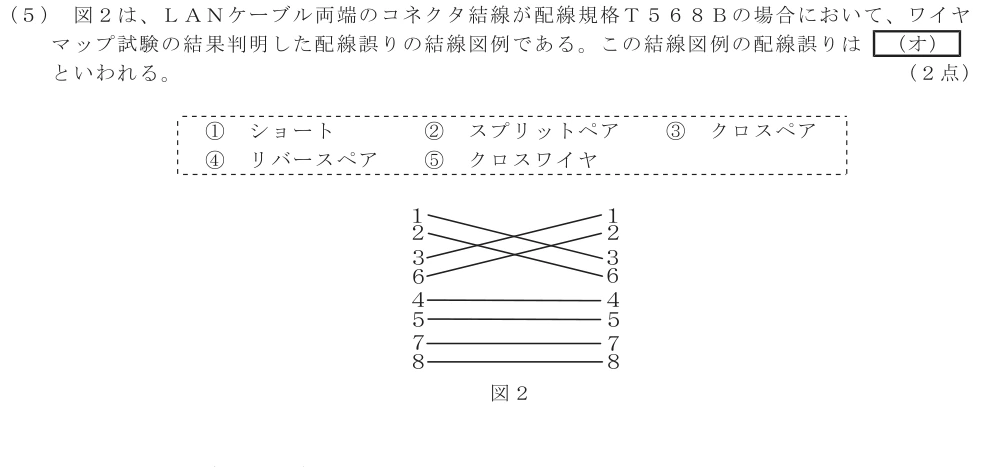 (５) 図２は、ＬＡＮケーブル両端のコネクタ結線が配線規格Ｔ５６８Ｂの場合において、ワイヤ
マップ試験の結果判明した配線誤りの結線図例である。この結線図例の配線誤りは (オ)
といわれる。 (２点)
① ショート ② スプリットペア ③ クロスペア
④ リバースペア ⑤ クロスワイヤ
1 1
2 2
3 3
6 6
4 4
5 5
7 7
8 8
図２